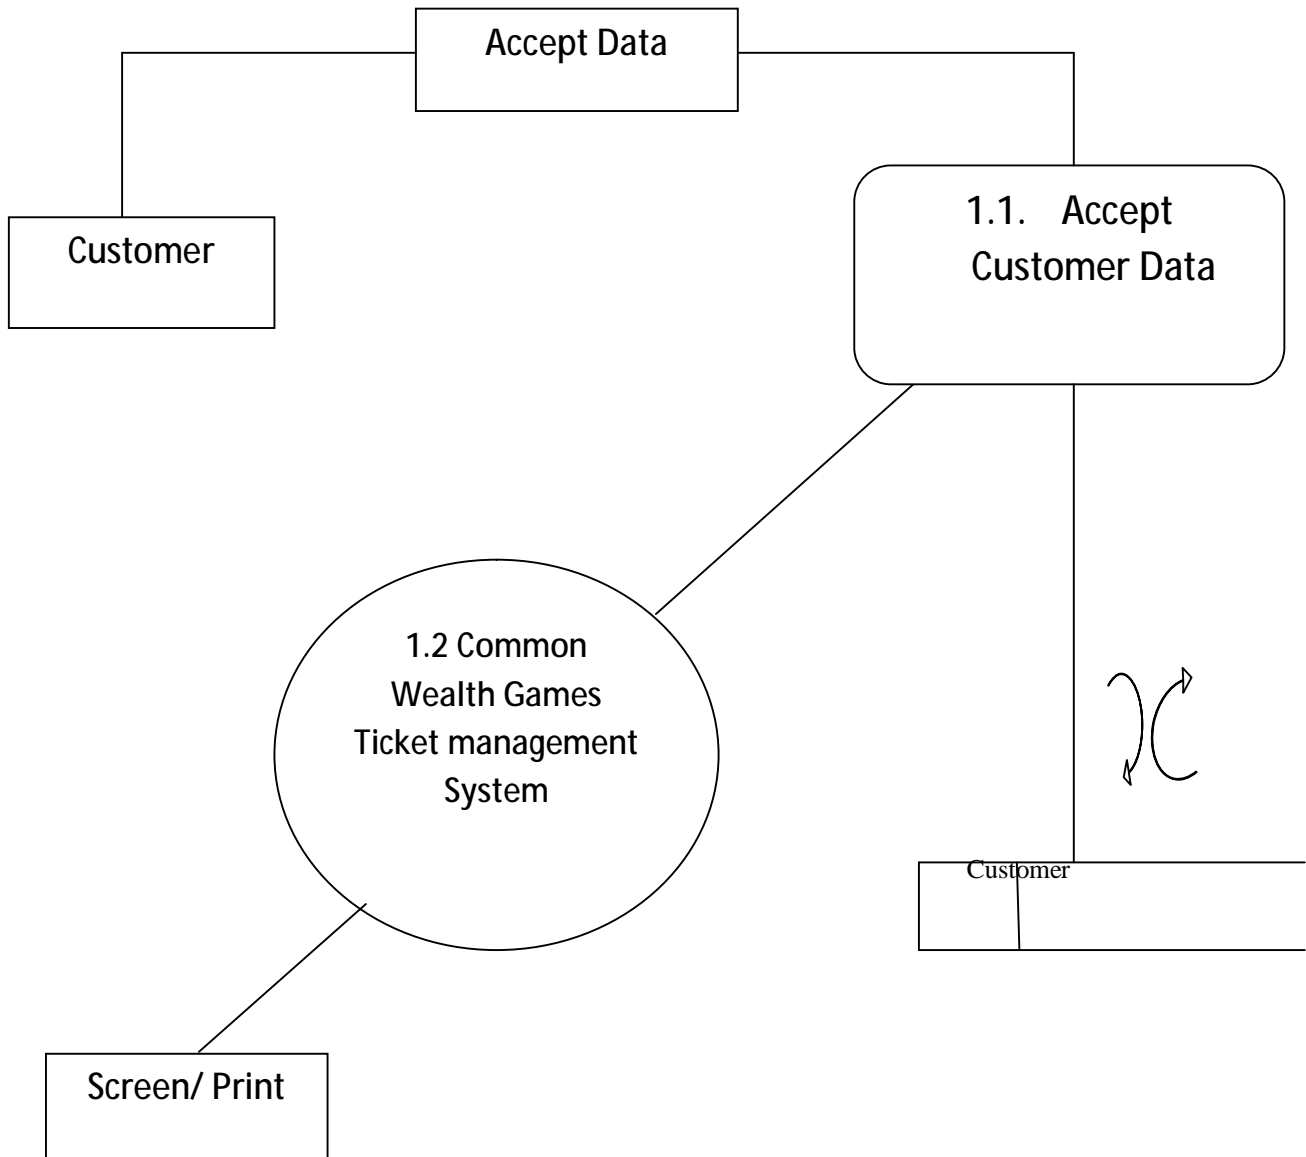 Accept Data
Customer
1.1. Accept
Customer Data
1.2 Common
Wealth Games
Ticket management
System
Customer
Screen/ Print